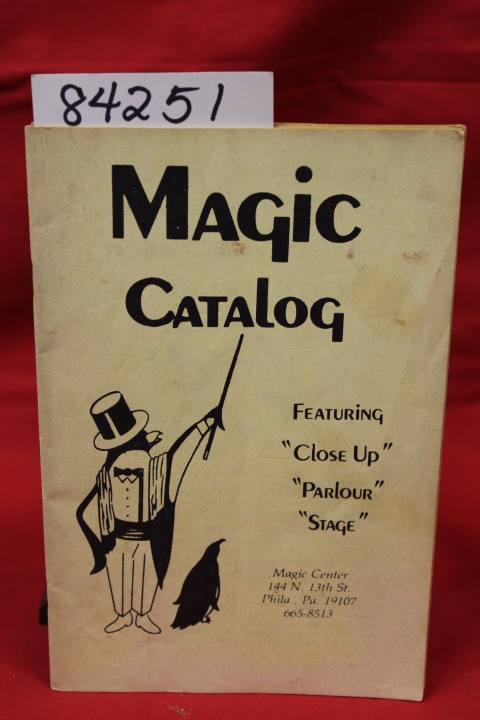 84251
Magic
Catalog
Featuring
"Close Up"
"Parlour"
"Stage"
Magic Center
144 N. 13th St.
Phila., Pa. 19107
665-8513